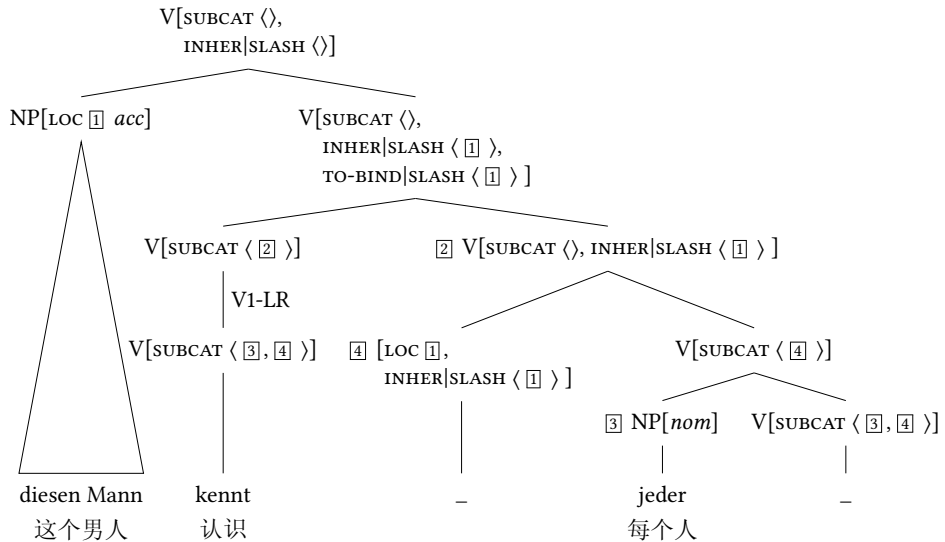 V[SUBCAT ⟨⟩,
INHER|SLASH ⟨⟩]
NP[LOC 1 acc]
V[SUBCAT ⟨⟩,
INHER|SLASH ⟨ 1 ⟩,
TO-BIND|SLASH ⟨ 1 ⟩ ]
V[SUBCAT ⟨ 2 ⟩]
2 V[SUBCAT ⟨⟩, INHER|SLASH ⟨ 1 ⟩ ]
V1-LR
V[SUBCAT ⟨ 3, 4 ⟩]
4 [LOC 1,
INHER|SLASH ⟨ 1 ⟩ ]
V[SUBCAT ⟨ 4 ⟩]
3 NP[nom]
V[SUBCAT ⟨ 3, 4 ⟩]
diesen Mann kennt _ jeder _
这个男人 认识 每个人